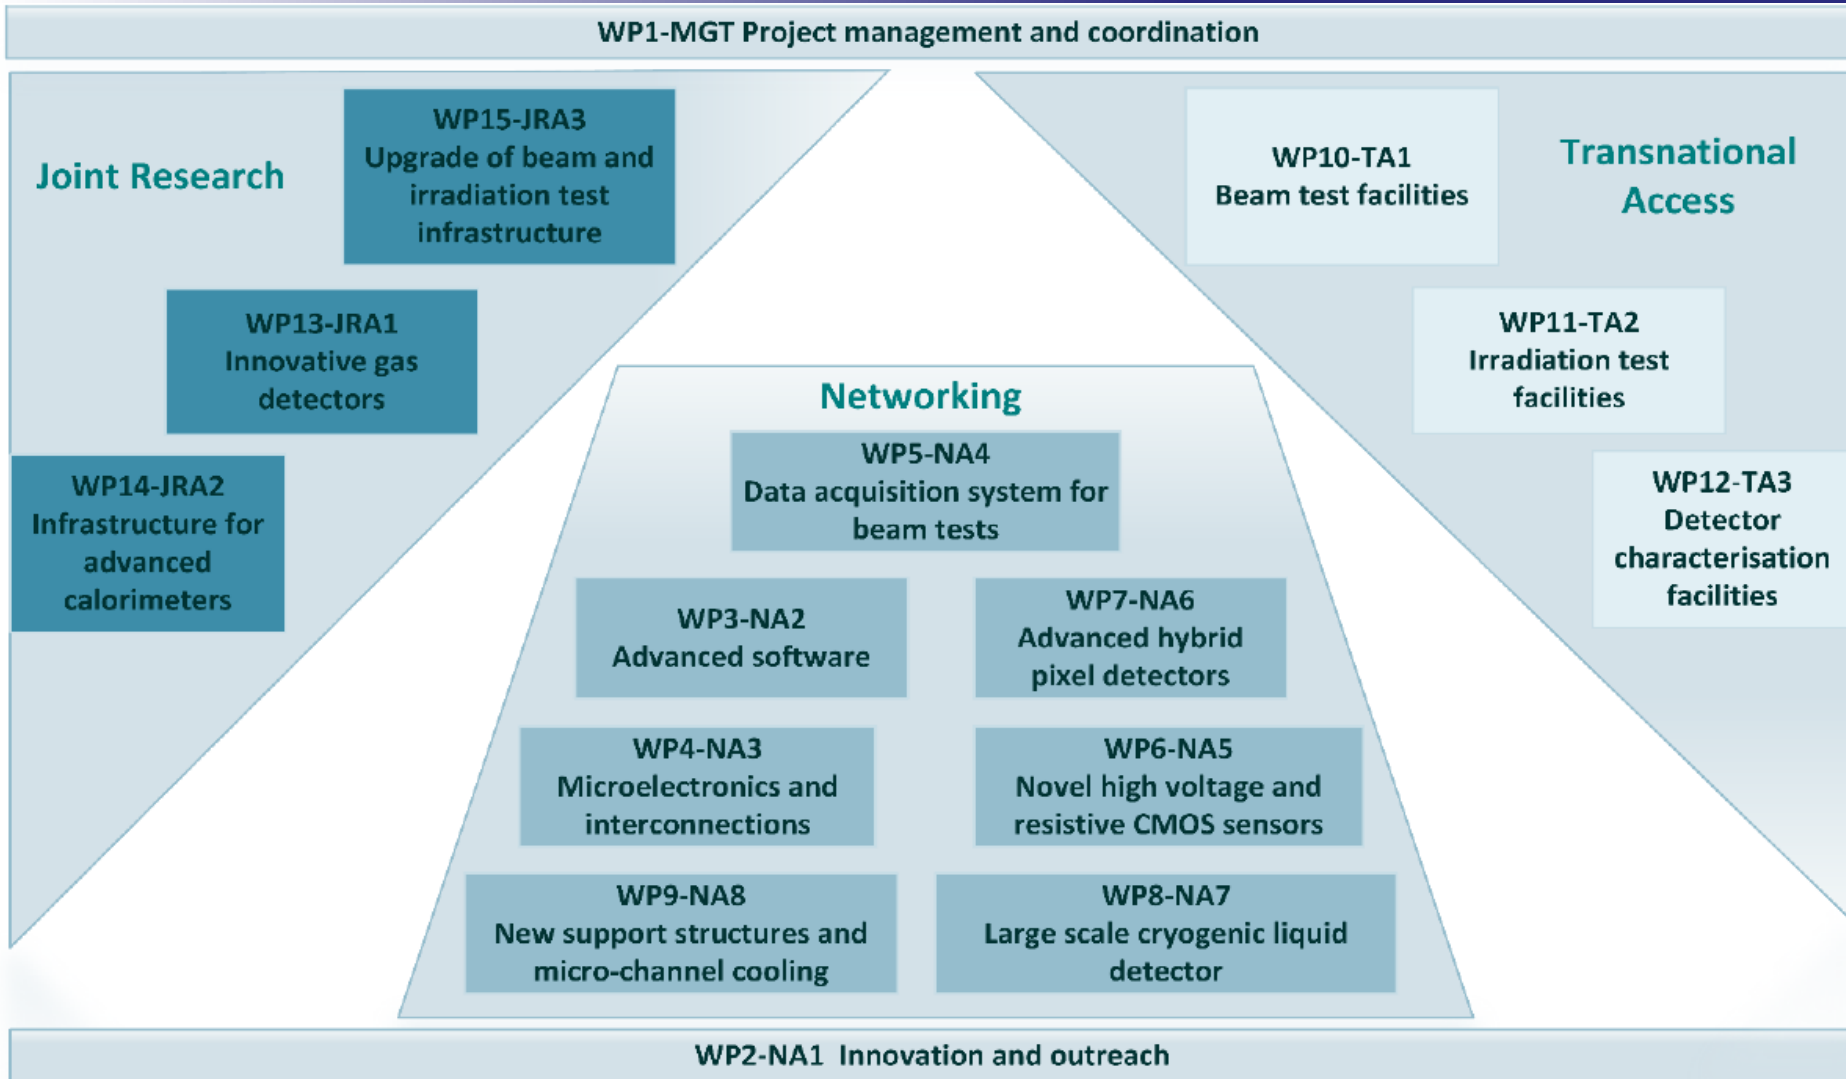 WP1-MGT Project management and coordination
Joint Research
WP15-JRA3
Upgrade of beam and
irradiation test
infrastructure
WP13-JRA1
Innovative gas
detectors
WP14-JRA2
Infrastructure for
advanced
calorimeters
Transnational
Access
WP10-TA1
Beam test facilities
WP11-TA2
Irradiation test
facilities
WP12-TA3
Detector
characterisation
facilities
Networking
WP5-NA4
Data acquisition system for
beam tests
WP3-NA2
Advanced software
WP7-NA6
Advanced hybrid
pixel detectors
WP4-NA3
Microelectronics and
interconnections
WP6-NA5
Novel high voltage and
resistive CMOS sensors
WP9-NA8
New support structures and
micro-channel cooling
WP8-NA7
Large scale cryogenic liquid
detector
WP2-NA1 Innovation and outreach